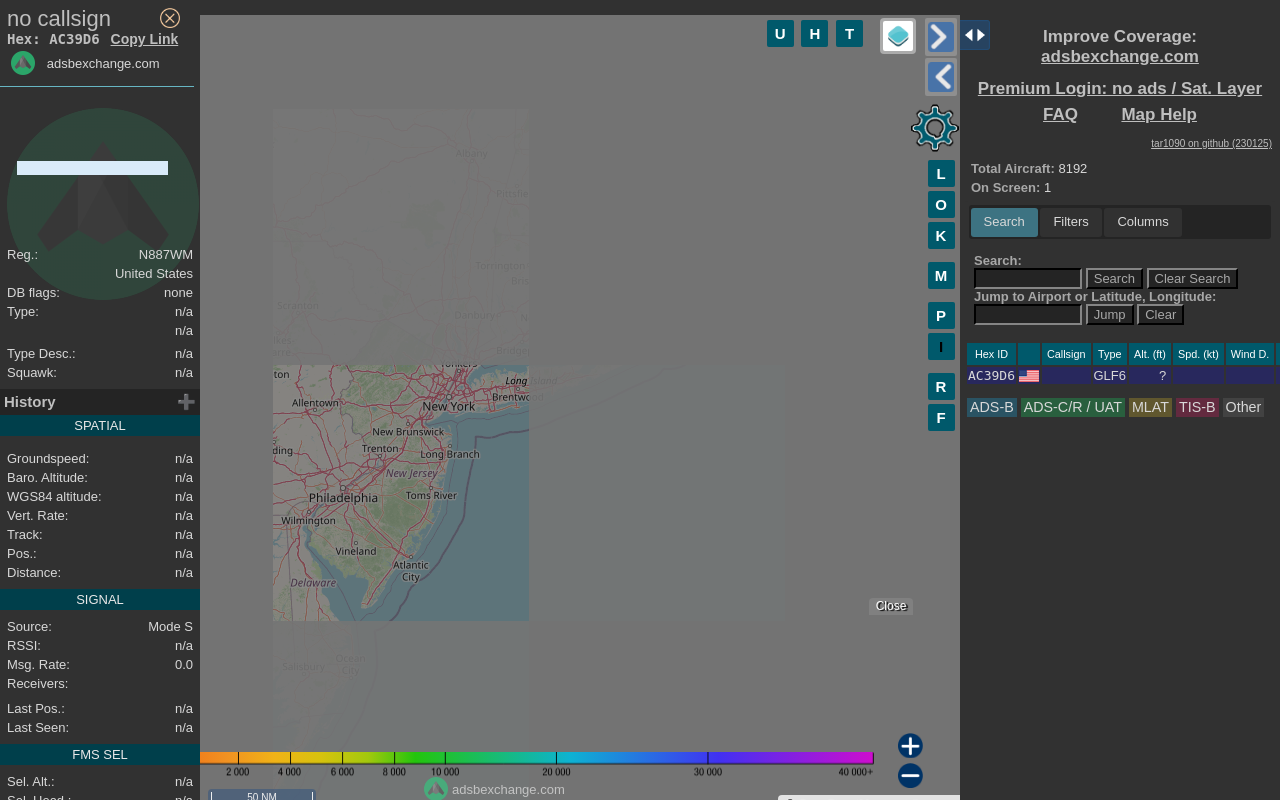 no callsign
Hex: AC39D6 Copy Link
adsbexchange.com
Reg.: N887WM
United States
DB flags: none
Type: n/a
n/a
Type Desc.: n/a
Squawk: n/a
History
SPATIAL
Groundspeed: n/a
Baro. Altitude: n/a
WGS84 altitude: n/a
Vert. Rate: n/a
Track: n/a
Pos.: n/a
Distance: n/a
SIGNAL
Source: Mode S
RSSI: n/a
Msg. Rate: 0.0
Receivers:
Last Pos.: n/a
Last Seen: n/a
FMS SEL
Sel. Alt.: n/a
Sel. Head.: n/a
U H T
L
O
K
M
P
I
R
F
Albany
Torrington
Scranton
Danbury
Yonkers
Long Island
Allentown
New York
Brentwood
New Brunswick
Trenton
Long Branch
New Jersey
Philadelphia
Toms River
Wilmington
Vineland
Atlantic
City
Delaware
Salisbury
Ocean
City
Close
2 000 4 000 6 000 8 000 10 000 20 000 30 000 40 000+
adsbexchange.com
50 NM
Improve Coverage:
adsbexchange.com
Premium Login: no ads / Sat. Layer
FAQ Map Help
tar1090 on github (230125)
Total Aircraft: 8192
On Screen: 1
Search Filters Columns
Search:
Search Clear Search
Jump to Airport or Latitude, Longitude:
Jump Clear
Hex ID Callsign Type Alt. (ft) Spd. (kt) Wind D.
AC39D6 GLF6 ?
ADS-B ADS-C/R / UAT MLAT TIS-B Other